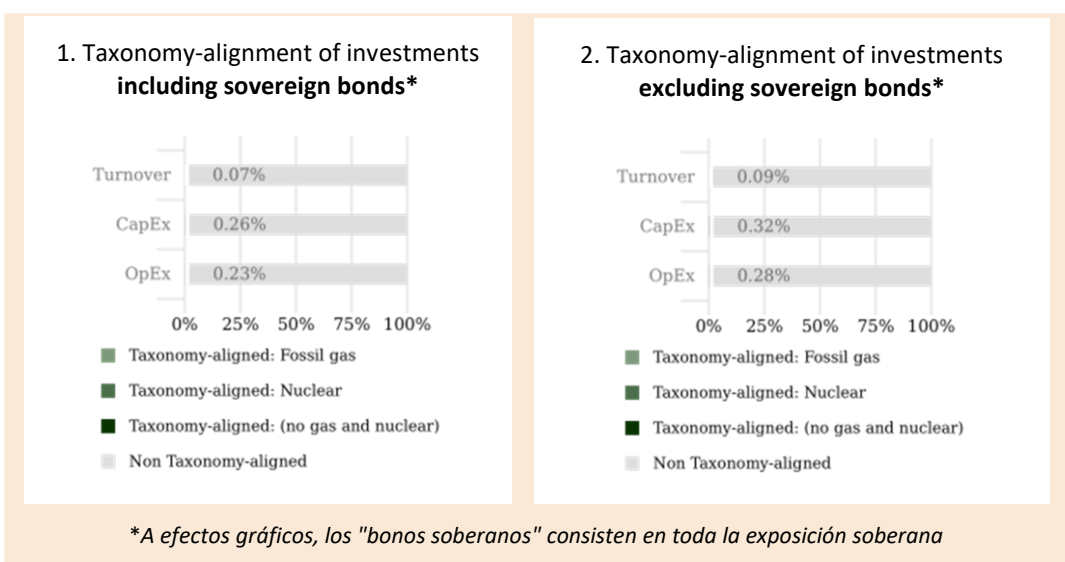 1. Taxonomy-alignment of investments
including sovereign bonds*
Turnover 0.07%
CapEx 0.26%
OpEx 0.23%
0% 25% 50% 75% 100%
Taxonomy-aligned: Fossil gas
Taxonomy-aligned: Nuclear
Taxonomy-aligned: (no gas and nuclear)
Non Taxonomy-aligned
2. Taxonomy-alignment of investments
excluding sovereign bonds*
Turnover 0.09%
CapEx 0.32%
OpEx 0.28%
0% 25% 50% 75% 100%
Taxonomy-aligned: Fossil gas
Taxonomy-aligned: Nuclear
Taxonomy-aligned: (no gas and nuclear)
Non Taxonomy-aligned
*A efectos gráficos, los "bonos soberanos" consisten en toda la exposición soberana